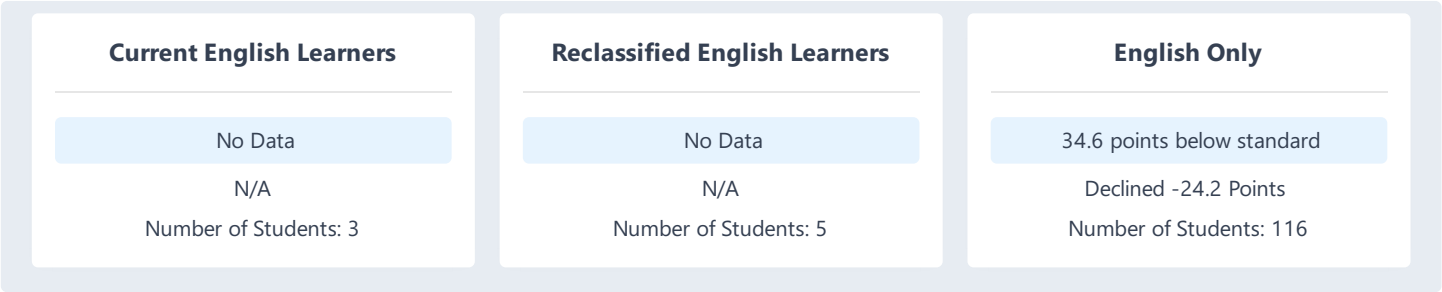 Current English Learners
No Data
N/A
Number of Students: 3
Reclassified English Learners
No Data
N/A
Number of Students: 5
English Only
34.6 points below standard
Declined -24.2 Points
Number of Students: 116